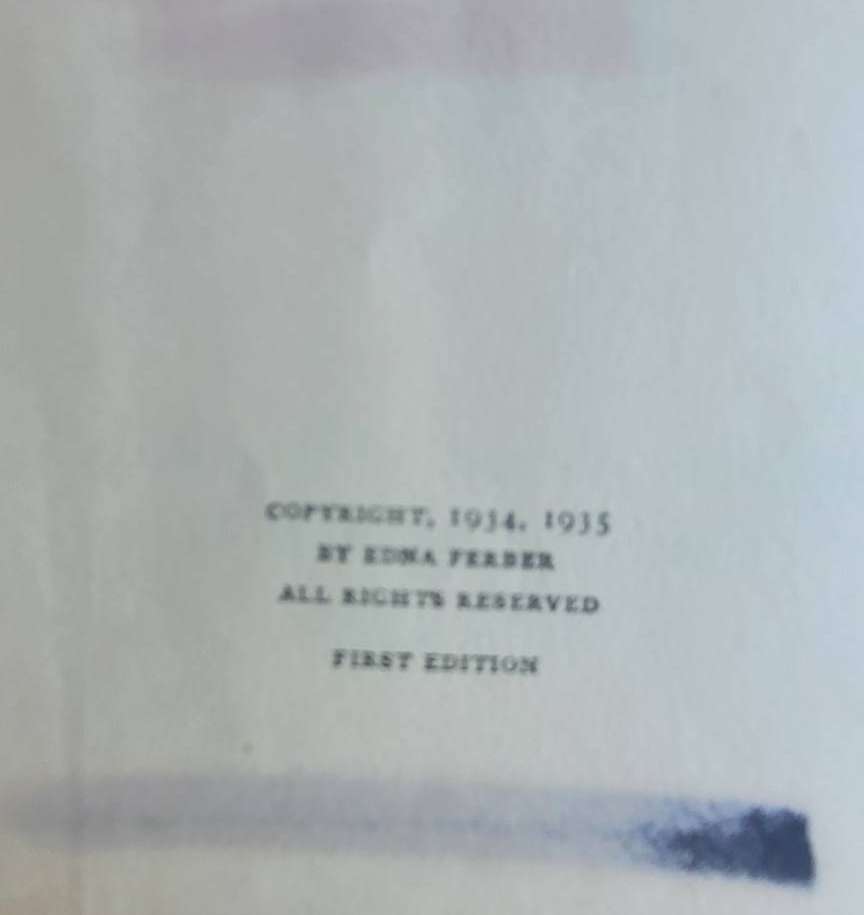 COPYRIGHT, 1934, 1935
BY EDNA FERBER
ALL RIGHTS RESERVED
FIRST EDITION